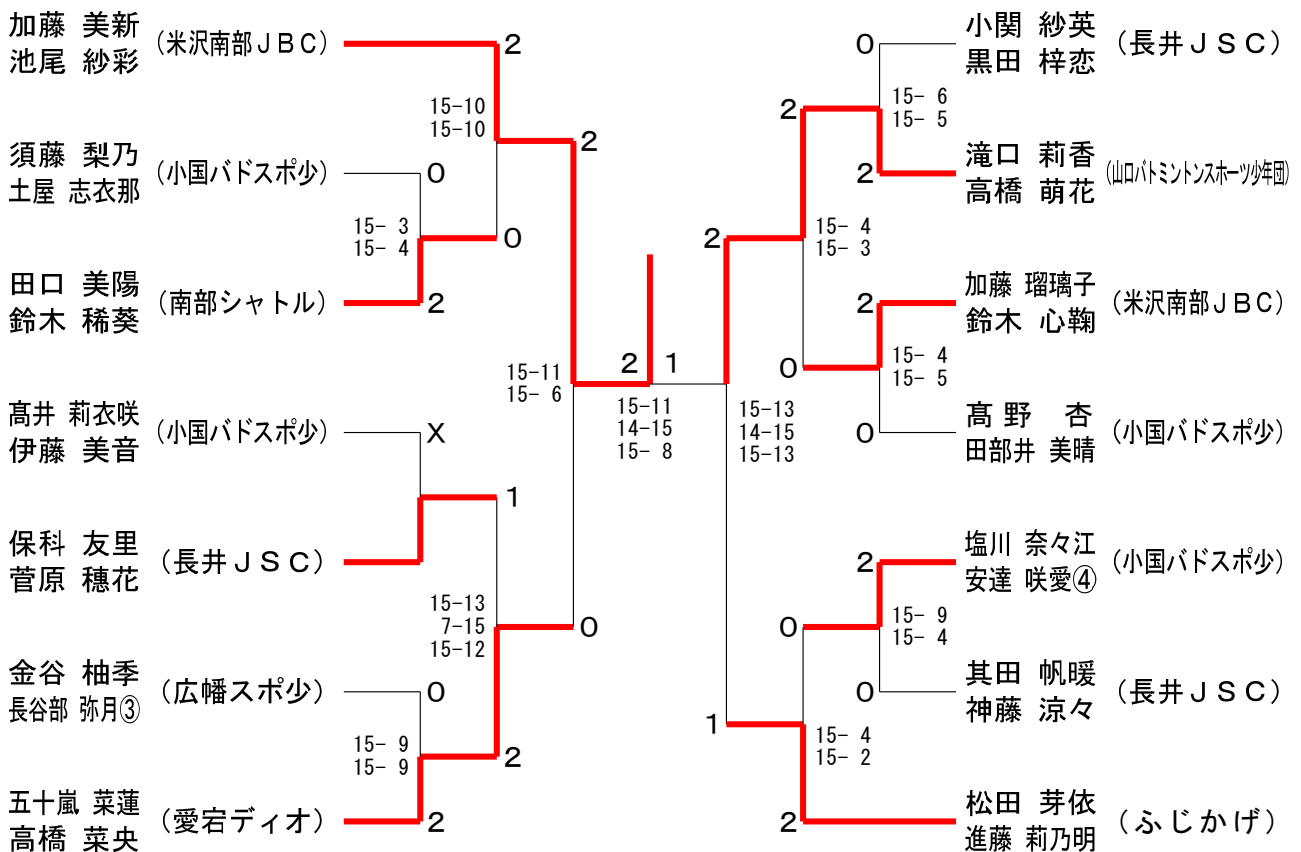 加藤 美新
池尾 紗彩
(米沢南部ＪＢＣ)
2
15-10
15-10
2
須藤 梨乃
土屋 志衣那
(小国バドスポ少)
0
15- 3
15- 4
0
田口 美陽
鈴木 稀葵
(南部シャトル)
2
15-11
15- 6
髙井 莉衣咲
伊藤 美音
(小国バドスポ少)
X
1
保科 友里
菅原 穂花
(長井ＪＳＣ)
15-13
7-15
15-12
0
金谷 柚季
長谷部 弥月③
(広幡スポ少)
0
15- 9
15- 9
2
五十嵐 菜蓮
高橋 菜央
(愛宕ディオ)
2
2 1
15-11
14-15
15- 8
0
小関 紗英
黒田 梓恋
(長井ＪＳＣ)
2
15- 6
15- 5
2
滝口 莉香
高橋 萌花
(山口バトミントンスホーツ少年団)
2
15- 4
15- 3
2
加藤 瑠璃子
鈴木 心鞠
(米沢南部ＪＢＣ)
0
15- 4
15- 5
15-13
14-15
15-13
0
髙野 杏
田部井 美晴
(小国バドスポ少)
2
塩川 奈々江
安達 咲愛④
(小国バドスポ少)
0
15- 9
15- 4
0
其田 帆暖
神藤 涼々
(長井ＪＳＣ)
1
15- 4
15- 2
2
松田 芽依
進藤 莉乃明
(ふじかげ)